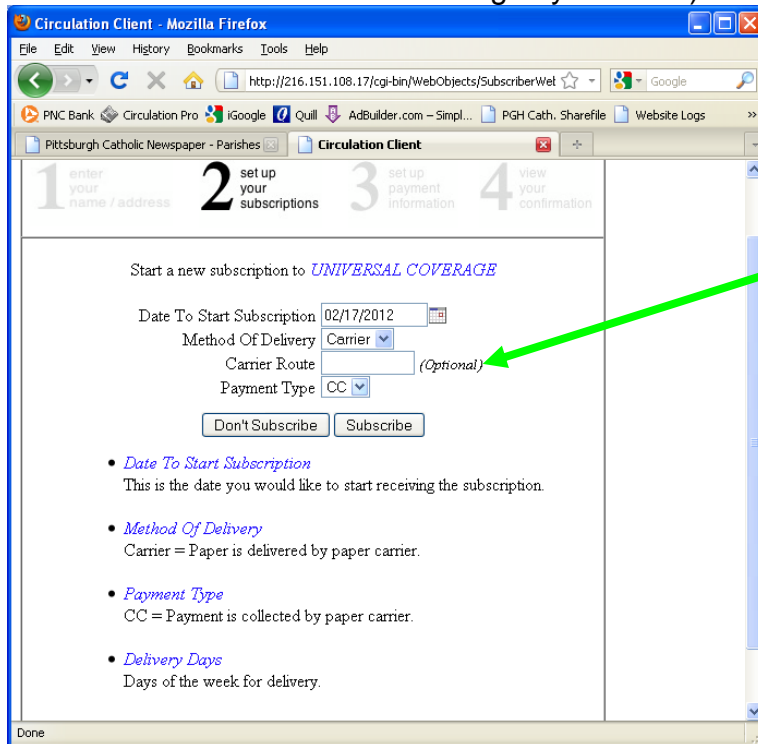 Circulation Client - Mozilla Firefox
File Edit View History Bookmarks Tools Help
http://216.151.108.17/cgi-bin/WebObjects/SubscriberWet Google
PNC Bank Circulation Pro iGoogle Quill AdBuilder.com – Simpl... PGH Cath. Sharefile Website Logs »
Pittsburgh Catholic Newspaper - Parishes Circulation Client
1 enter your name / address
2 set up your subscriptions
3 set up payment information
4 view your confirmation
Start a new subscription to UNIVERSAL COVERAGE
Date To Start Subscription 02/17/2012
Method Of Delivery Carrier
Carrier Route (Optional)
Payment Type CC
Don't Subscribe Subscribe
• Date To Start Subscription
This is the date you would like to start receiving the subscription.
• Method Of Delivery
Carrier = Paper is delivered by paper carrier.
• Payment Type
CC = Payment is collected by paper carrier.
• Delivery Days
Days of the week for delivery.
Done